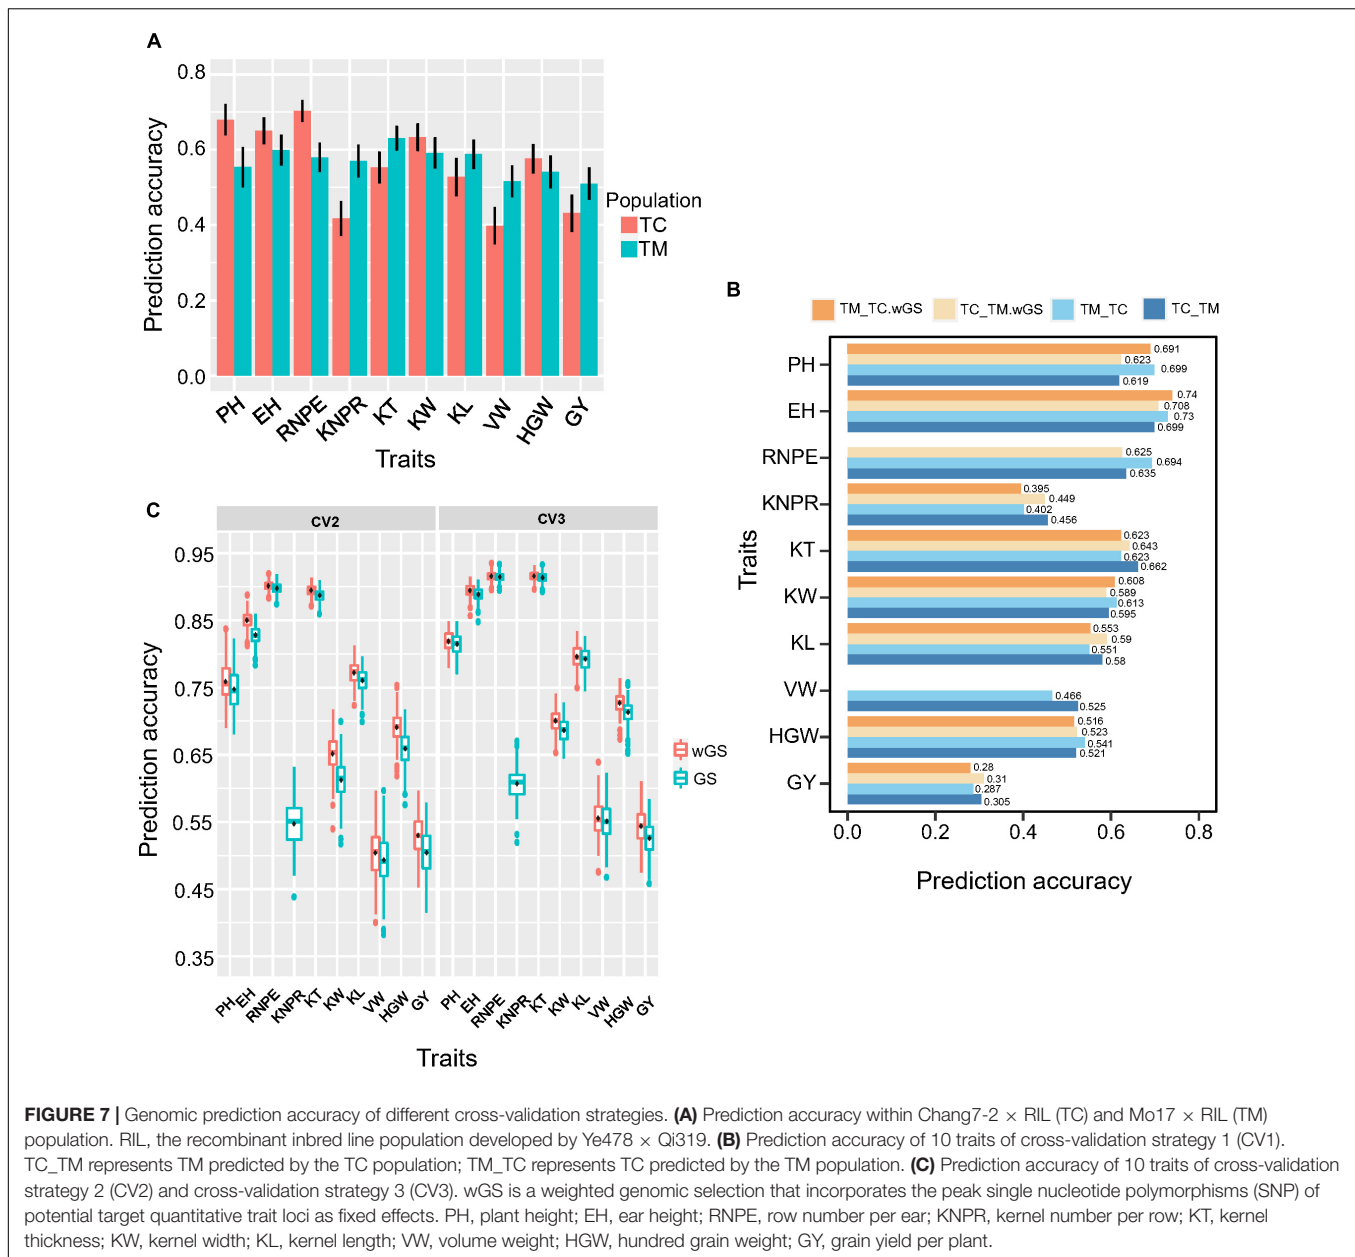 A
0.8
0.6
0.4
0.2
0.0
Prediction accuracy
PH EH RNPE KNPR KT KW KL VW HGW GY
Traits
Population
TC
TM
B
TM_TC.wGS TC_TM.wGS TM_TC TC_TM
PH
EH
RNPE
KNPR
KT
KW
KL
VW
HGW
GY
Traits
0.691
0.623
0.699
0.619
0.74
0.708
0.73
0.699
0.625
0.694
0.635
0.395
0.449
0.402
0.456
0.623
0.643
0.623
0.662
0.608
0.589
0.613
0.595
0.553
0.59
0.551
0.58
0.466
0.525
0.516
0.523
0.541
0.521
0.28
0.31
0.287
0.305
0.0 0.2 0.4 0.6 0.8
Prediction accuracy
C
CV2 CV3
0.95
0.85
0.75
0.65
0.55
0.45
0.35
Prediction accuracy
PH EH RNPE KNPR KT KW KL VW HGW GY PH EH RNPE KNPR KT KW KL VW HGW GY
Traits
wGS
GS
FIGURE 7 | Genomic prediction accuracy of different cross-validation strategies. (A) Prediction accuracy within Chang7-2 × RIL (TC) and Mo17 × RIL (TM)
population. RIL, the recombinant inbred line population developed by Ye478 × Qi319. (B) Prediction accuracy of 10 traits of cross-validation strategy 1 (CV1).
TC_TM represents TM predicted by the TC population; TM_TC represents TC predicted by the TM population. (C) Prediction accuracy of 10 traits of cross-validation
strategy 2 (CV2) and cross-validation strategy 3 (CV3). wGS is a weighted genomic selection that incorporates the peak single nucleotide polymorphisms (SNP) of
potential target quantitative trait loci as fixed effects. PH, plant height; EH, ear height; RNPE, row number per ear; KNPR, kernel number per row; KT, kernel
thickness; KW, kernel width; KL, kernel length; VW, volume weight; HGW, hundred grain weight; GY, grain yield per plant.